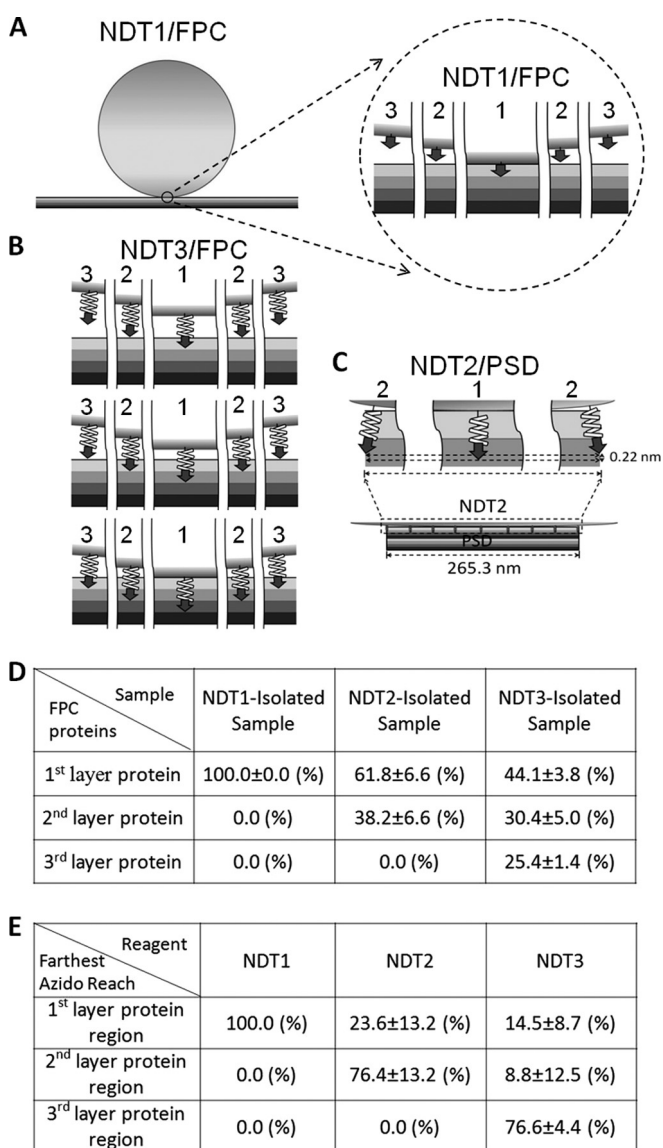 A
NDT1/FPC
NDT1/FPC
3 2 1 2 3
B
NDT3/FPC
3 2 1 2 3
3 2 1 2 3
3 2 1 2 3
C
NDT2/PSD
2 1 2
0.22 nm
NDT2
PSD
265.3 nm
D
Sample
FPC proteins
NDT1-Isolated Sample
NDT2-Isolated Sample
NDT3-Isolated Sample
1st layer protein 100.0±0.0 (%) 61.8±6.6 (%) 44.1±3.8 (%)
2nd layer protein 0.0 (%) 38.2±6.6 (%) 30.4±5.0 (%)
3rd layer protein 0.0 (%) 0.0 (%) 25.4±1.4 (%)
E
Reagent
Farthest Azido Reach
NDT1 NDT2 NDT3
1st layer protein region 100.0 (%) 23.6±13.2 (%) 14.5±8.7 (%)
2nd layer protein region 0.0 (%) 76.4±13.2 (%) 8.8±12.5 (%)
3rd layer protein region 0.0 (%) 0.0 (%) 76.6±4.4 (%)